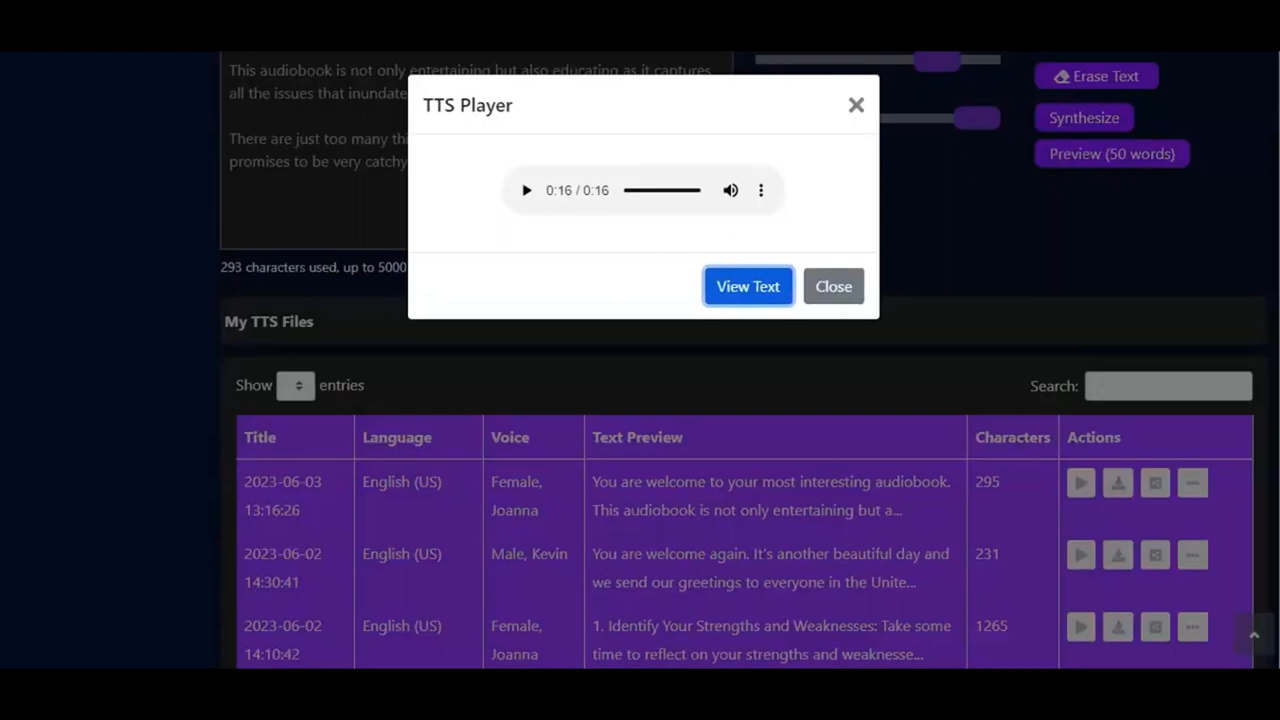 This audiobook is not only entertaining but also educating as it captures
all the issues that inundate
There are just too many thi
promises to be very catchy
293 characters used, up to 5000
Erase Text
Synthesize
Preview (50 words)
TTS Player
0:16 / 0:16
View Text
Close
My TTS Files
Show entries
Search:
Title Language Voice Text Preview Characters Actions
2023-06-03 English (US) Female, You are welcome to your most interesting audiobook. 295
13:16:26 Joanna This audiobook is not only entertaining but a...
2023-06-02 English (US) Male, Kevin You are welcome again. It's another beautiful day and 231
14:30:41 we send our greetings to everyone in the Unite...
2023-06-02 English (US) Female, 1. Identify Your Strengths and Weaknesses: Take some 1265
14:10:42 Joanna time to reflect on your strengths and weaknesse...